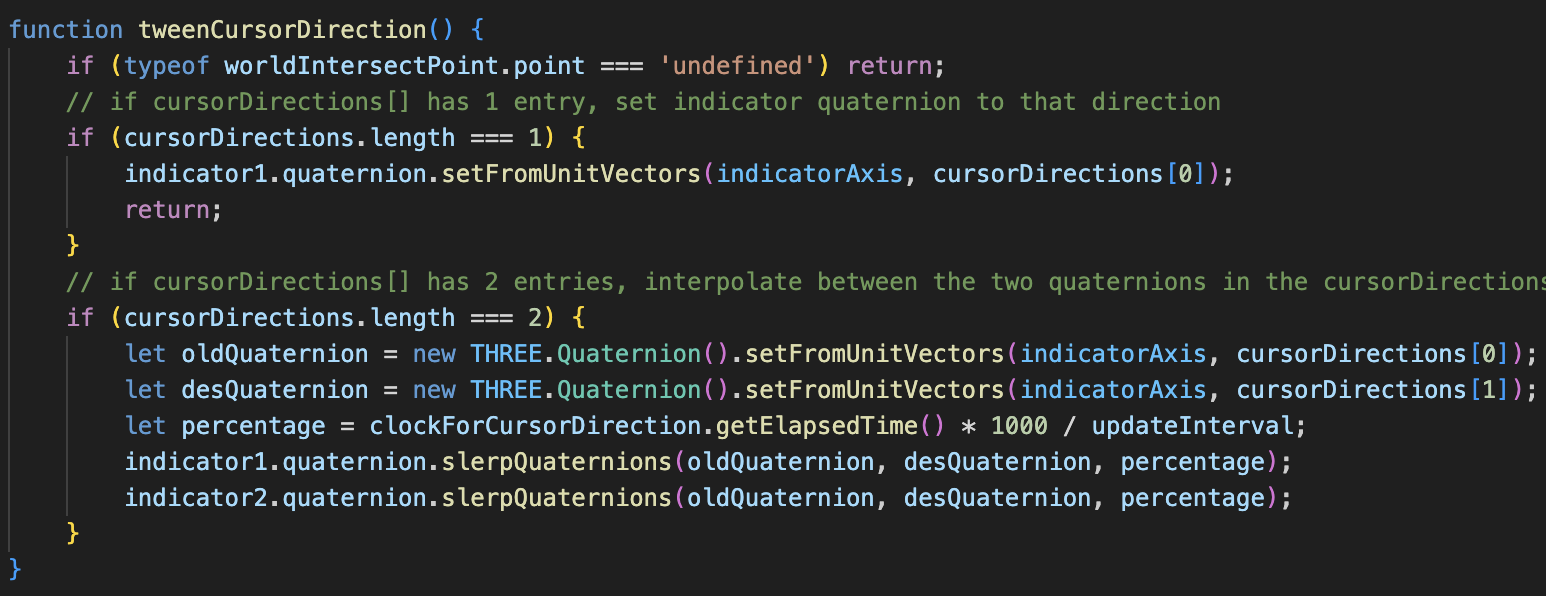 function tweenCursorDirection() {
    if (typeof worldIntersectPoint.point === 'undefined') return;
    // if cursorDirections[] has 1 entry, set indicator quaternion to that direction
    if (cursorDirections.length === 1) {
        indicator1.quaternion.setFromUnitVectors(indicatorAxis, cursorDirections[0]);
        return;
    }
    // if cursorDirections[] has 2 entries, interpolate between the two quaternions in the cursorDirections
    if (cursorDirections.length === 2) {
        let oldQuaternion = new THREE.Quaternion().setFromUnitVectors(indicatorAxis, cursorDirections[0]);
        let desQuaternion = new THREE.Quaternion().setFromUnitVectors(indicatorAxis, cursorDirections[1]);
        let percentage = clockForCursorDirection.getElapsedTime() * 1000 / updateInterval;
        indicator1.quaternion.slerpQuaternions(oldQuaternion, desQuaternion, percentage);
        indicator2.quaternion.slerpQuaternions(oldQuaternion, desQuaternion, percentage);
    }
}